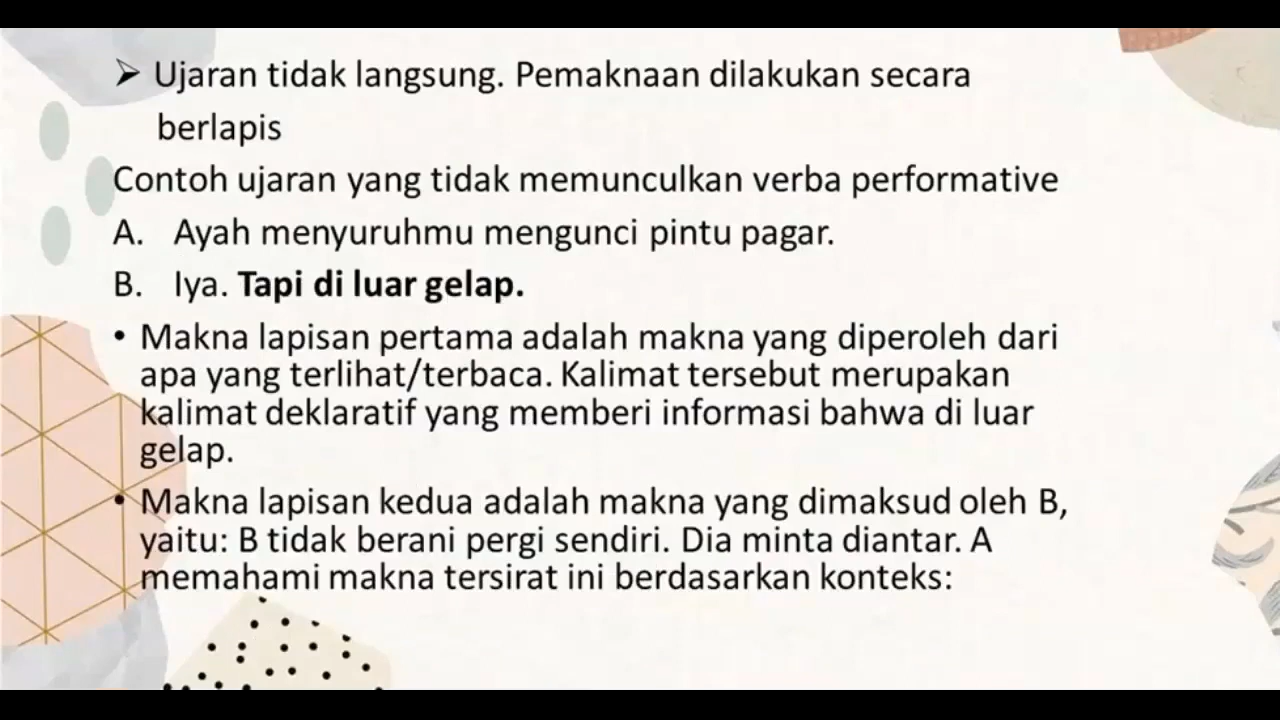 ➢ Ujaran tidak langsung. Pemaknaan dilakukan secara
berlapis
Contoh ujaran yang tidak memunculkan verba performative
A. Ayah menyuruhmu mengunci pintu pagar.
B. Iya. Tapi di luar gelap.
• Makna lapisan pertama adalah makna yang diperoleh dari
apa yang terlihat/terbaca. Kalimat tersebut merupakan
kalimat deklaratif yang memberi informasi bahwa di luar
gelap.
• Makna lapisan kedua adalah makna yang dimaksud oleh B,
yaitu: B tidak berani pergi sendiri. Dia minta diantar. A
memahami makna tersirat ini berdasarkan konteks: